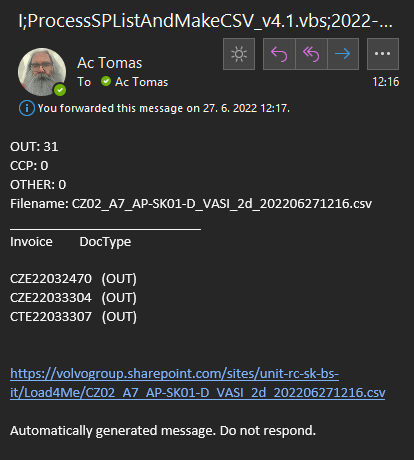 I;ProcessSPListAndMakeCSV_v4.1.vbs;2022-...
Ac Tomas
To Ac Tomas
12:16
You forwarded this message on 27. 6. 2022 12:17.
OUT: 31
CCP: 0
OTHER: 0
Filename: CZ02_A7_AP-SK01-D_VASI_2d_202206271216.csv
Invoice DocType
CZE22032470 (OUT)
CZE22033304 (OUT)
CTE22033307 (OUT)
https://volvogroup.sharepoint.com/sites/unit-rc-sk-bs-
it/Load4Me/CZ02_A7_AP-SK01-D_VASI_2d_202206271216.csv
Automatically generated message. Do not respond.